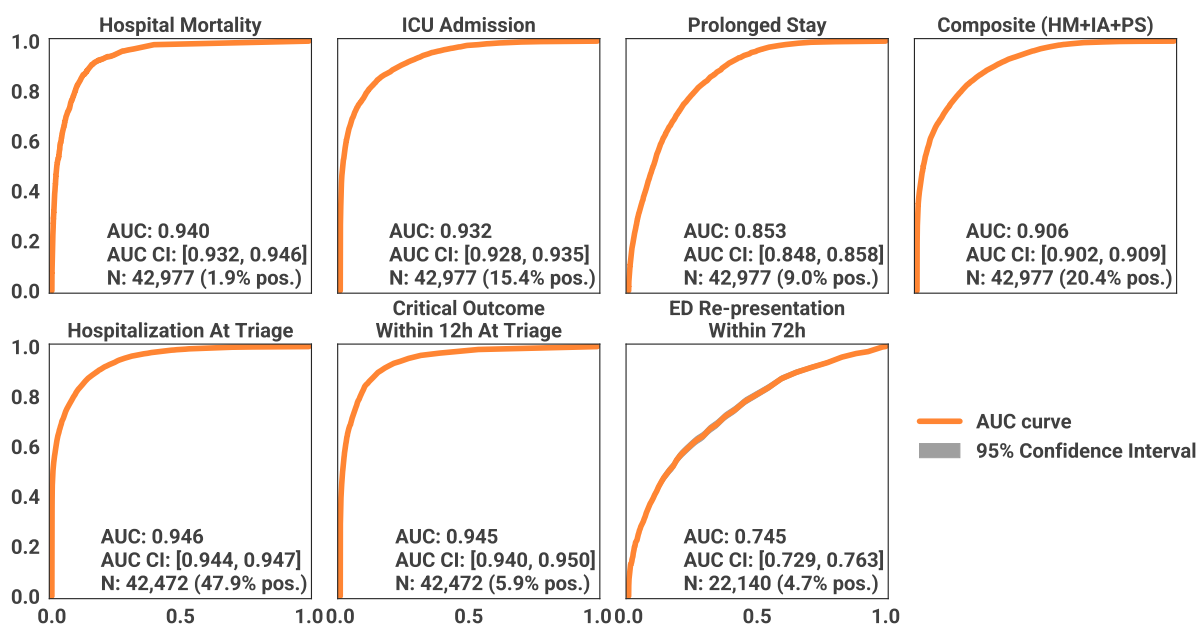 Hospital Mortality
ICU Admission
Prolonged Stay
Composite (HM+IA+PS)
1.0
0.8
0.6
0.4
0.2
0.0
AUC: 0.940
AUC CI: [0.932, 0.946]
N: 42,977 (1.9% pos.)
AUC: 0.932
AUC CI: [0.928, 0.935]
N: 42,977 (15.4% pos.)
AUC: 0.853
AUC CI: [0.848, 0.858]
N: 42,977 (9.0% pos.)
AUC: 0.906
AUC CI: [0.902, 0.909]
N: 42,977 (20.4% pos.)
Hospitalization At Triage
Critical Outcome
Within 12h At Triage
ED Re-presentation
Within 72h
1.0
0.8
0.6
0.4
0.2
0.0
AUC: 0.946
AUC CI: [0.944, 0.947]
N: 42,472 (47.9% pos.)
AUC: 0.945
AUC CI: [0.940, 0.950]
N: 42,472 (5.9% pos.)
AUC: 0.745
AUC CI: [0.729, 0.763]
N: 22,140 (4.7% pos.)
0.0 0.5 1.0
0.0 0.5 1.0
0.0 0.5 1.0
AUC curve
95% Confidence Interval